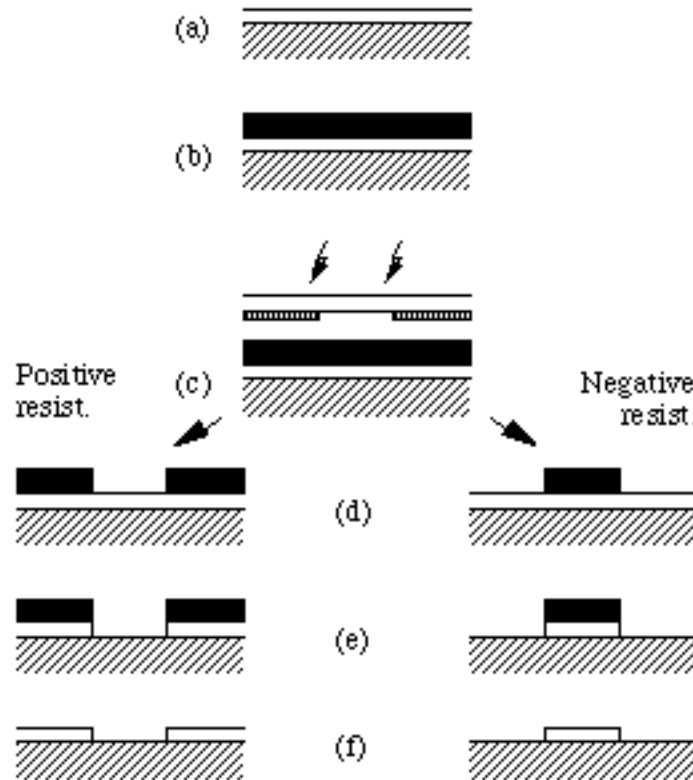 (a)
(b)
(c)
Positive
resist.
Negative
resist.
(d)
(e)
(f)